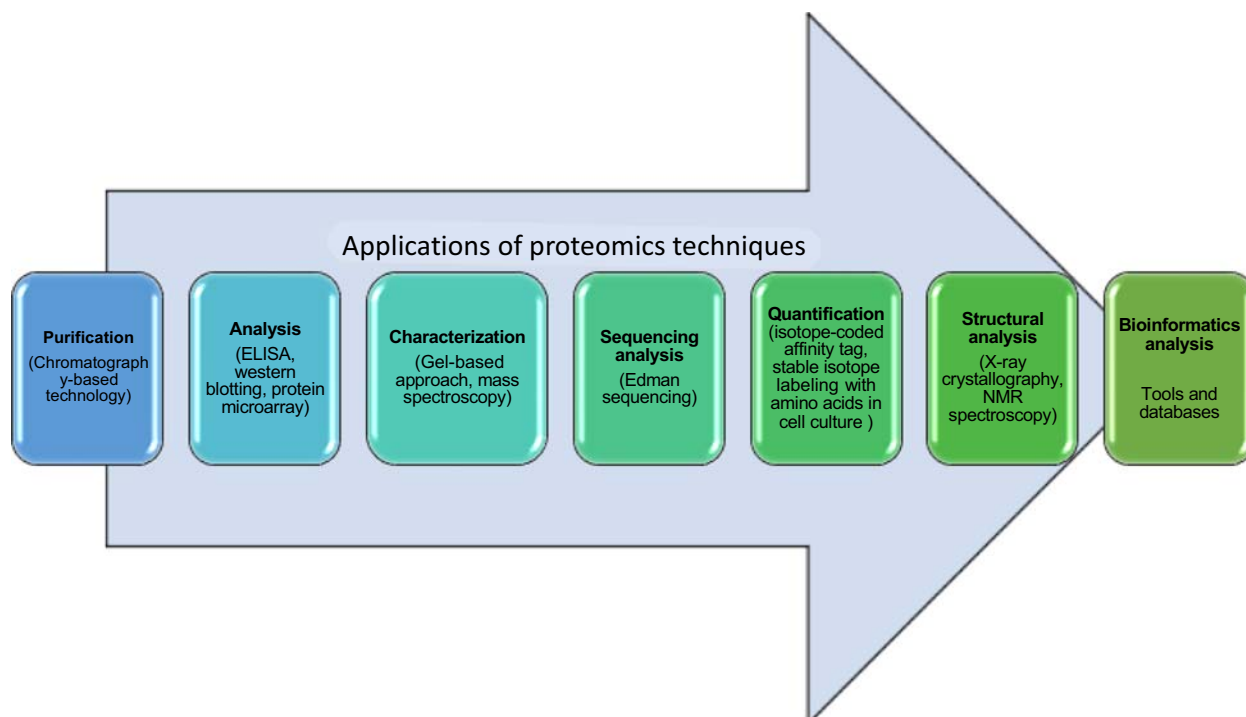 Applications of proteomics techniques
Purification
(Chromatograph
y-based
technology)
Analysis
(ELISA,
western
blotting, protein
microarray)
Characterization
(Gel-based
approach, mass
spectroscopy)
Sequencing
analysis
(Edman
sequencing)
Quantification
(isotope-coded
affinity tag,
stable isotope
labeling with
amino acids in
cell culture )
Structural
analysis
(X-ray
crystallography,
NMR
spectroscopy)
Bioinformatics
analysis
Tools and
databases